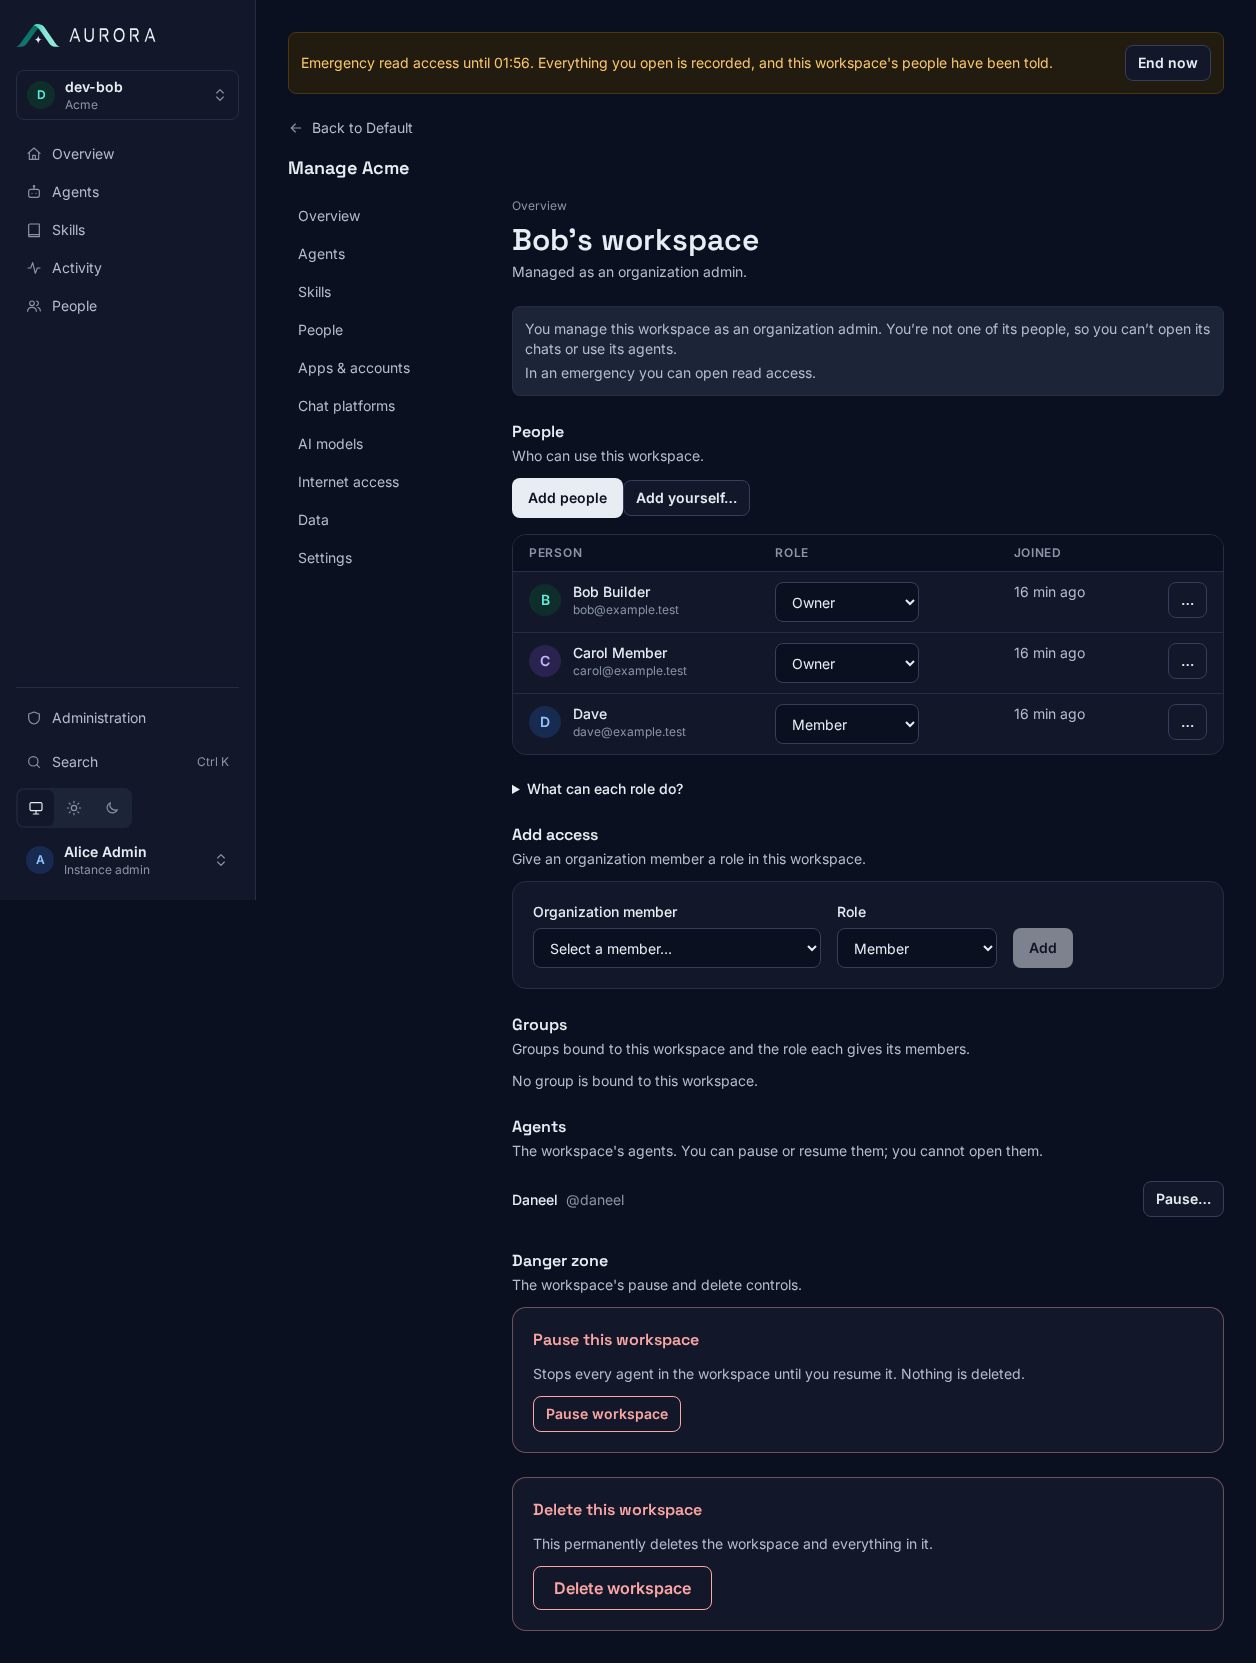 AURORA
D
dev-bob
Acme
Overview
Agents
Skills
Activity
People
Administration
Search
Ctrl K
A
Alice Admin
Instance admin
Emergency read access until 01:56. Everything you open is recorded, and this workspace's people have been told.
End now
Back to Default
Manage Acme
Overview
Agents
Skills
People
Apps & accounts
Chat platforms
AI models
Internet access
Data
Settings
Overview
Bob’s workspace
Managed as an organization admin.
You manage this workspace as an organization admin. You’re not one of its people, so you can’t open its
chats or use its agents.
In an emergency you can open read access.
People
Who can use this workspace.
Add people
Add yourself…
PERSON ROLE JOINED
B
Bob Builder
bob@example.test
Owner
16 min ago
…
C
Carol Member
carol@example.test
Owner
16 min ago
…
D
Dave
dave@example.test
Member
16 min ago
…
What can each role do?
Add access
Give an organization member a role in this workspace.
Organization member
Role
Select a member…
Member
Add
Groups
Groups bound to this workspace and the role each gives its members.
No group is bound to this workspace.
Agents
The workspace's agents. You can pause or resume them; you cannot open them.
Daneel @daneel
Pause…
Danger zone
The workspace's pause and delete controls.
Pause this workspace
Stops every agent in the workspace until you resume it. Nothing is deleted.
Pause workspace
Delete this workspace
This permanently deletes the workspace and everything in it.
Delete workspace